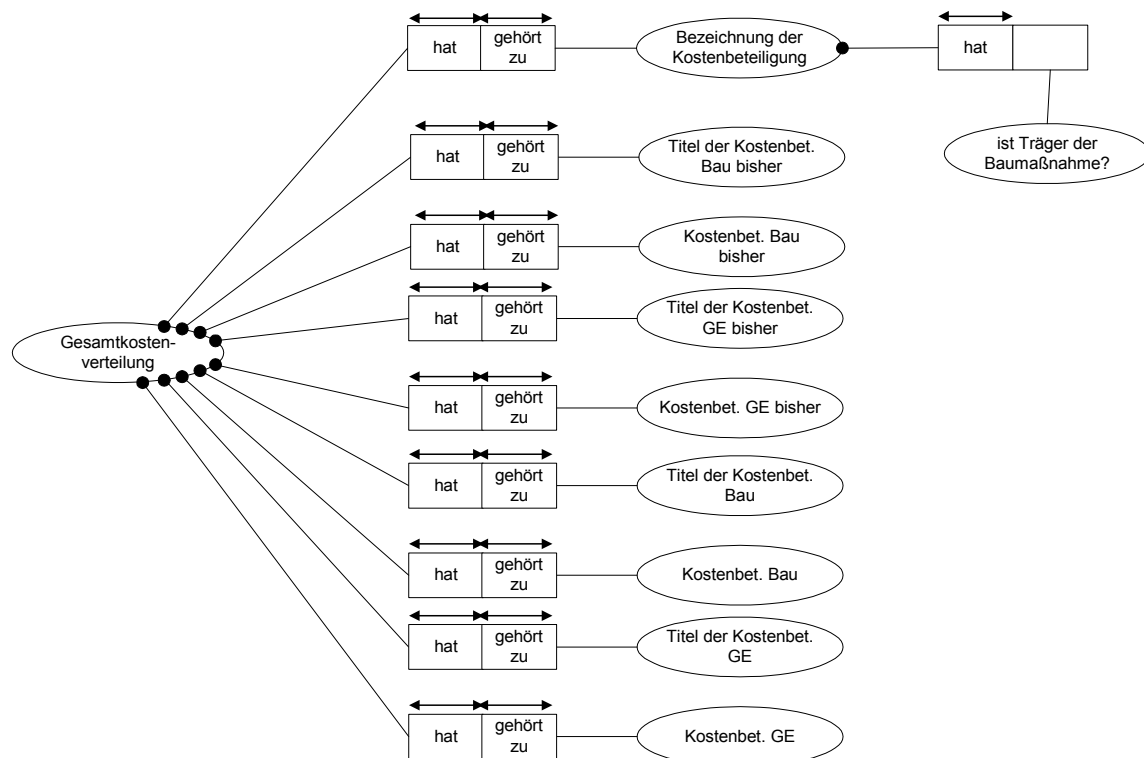 hat
gehört
zu
Bezeichnung der
Kostenbeteiligung
hat
ist Träger der
Baumaßnahme?
hat
gehört
zu
Titel der Kostenbet.
Bau bisher
hat
gehört
zu
Kostenbet. Bau
bisher
hat
gehört
zu
Titel der Kostenbet.
GE bisher
Gesamtkosten-
verteilung
hat
gehört
zu
Kostenbet. GE bisher
hat
gehört
zu
Titel der Kostenbet.
Bau
hat
gehört
zu
Kostenbet. Bau
hat
gehört
zu
Titel der Kostenbet.
GE
hat
gehört
zu
Kostenbet. GE